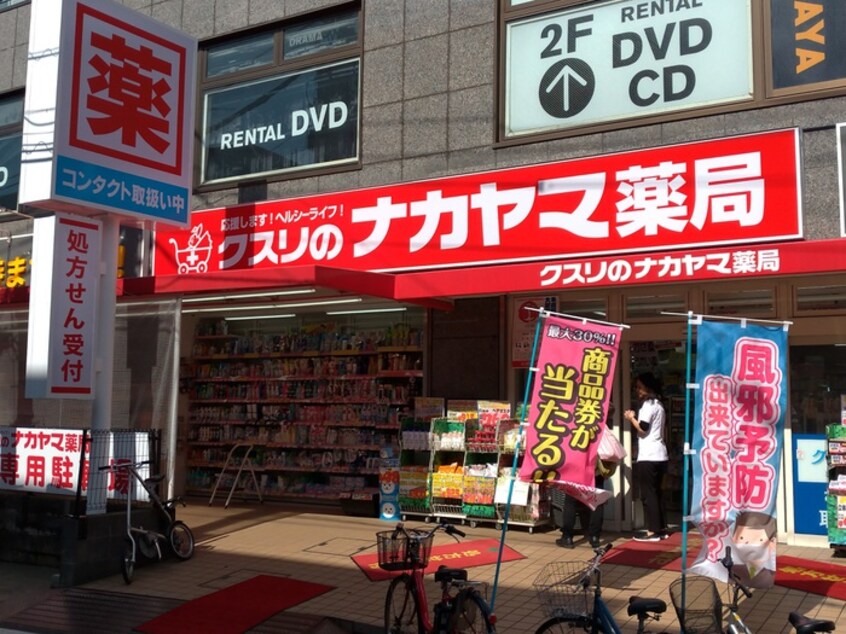 薬
コンタクト取扱い中
処方せん受付
DRAMA
RENTAL DVD
2F
RENTAL
DVD
CD
AYA
応援します！ヘルシーライフ！
クスリのナカヤマ薬局
クスリのナカヤマ薬局
最大30%!!
商品券が
当たる!!
風邪予防
出来ていますか？
ナカヤマ薬局
専用駐
場